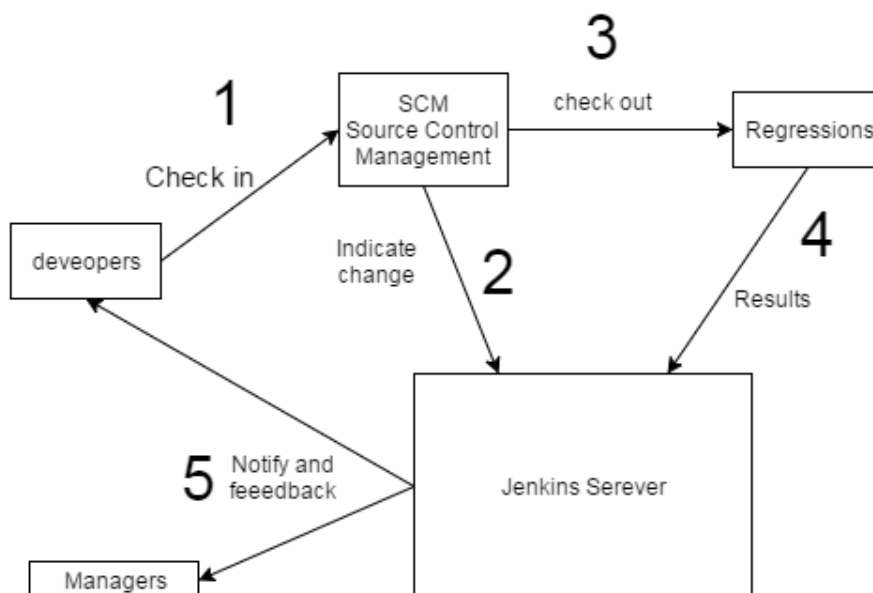 3
1
SCM
Source Control
Management
check out
Regressions
Check in
deveopers
Indicate
change
2
4
Results
5
Notify and
feeedback
Jenkins Serever
Managers